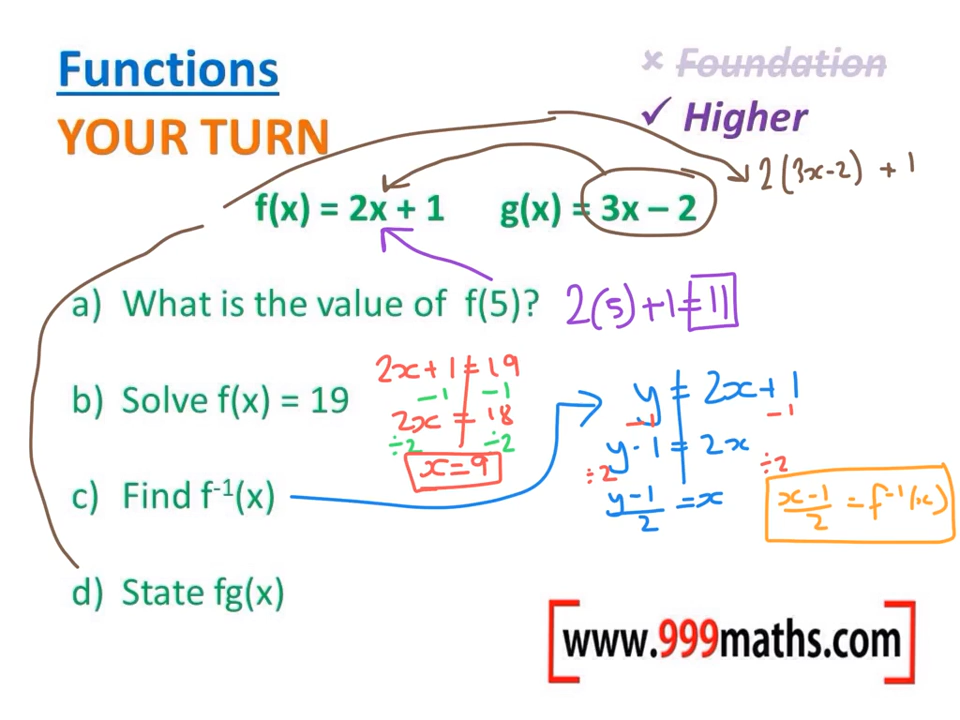 Functions
× Foundation
YOUR TURN
✓ Higher
2(3x-2) + 1
f(x) = 2x + 1 g(x) = 3x – 2
a) What is the value of f(5)? 2(5)+1=11
2x+1=19
-1 -1
b) Solve f(x) = 19
2x = 18
÷2 ÷2
x=9
y = 2x+1
-1 -1
y-1 = 2x
÷2 ÷2
c) Find f⁻¹(x)
y-1/2 = x
x-1/2 = f⁻¹(x)
d) State fg(x)
[www.999maths.com]